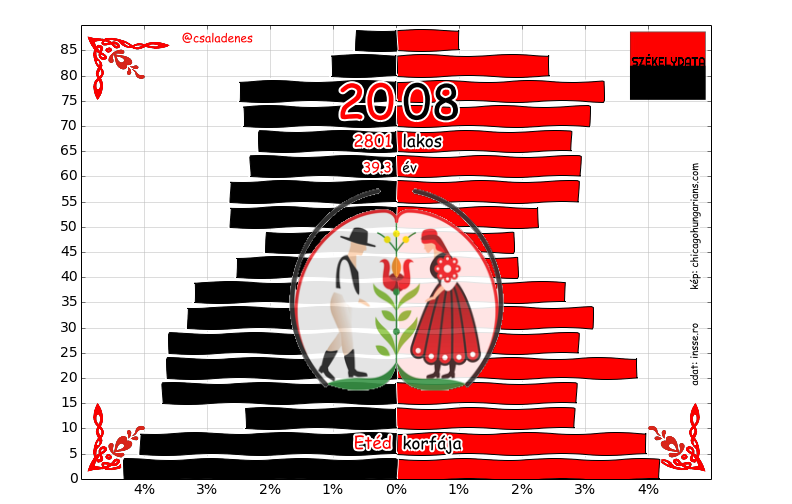 @csaladenes
SZÉKELYDATA
2008
2801 lakos
39.3 év
kép: chicagohungarians.com
adat: insse.ro
Etéd korfája
85
80
75
70
65
60
55
50
45
40
35
30
25
20
15
10
5
0
4% 3% 2% 1% 0% 1% 2% 3% 4%